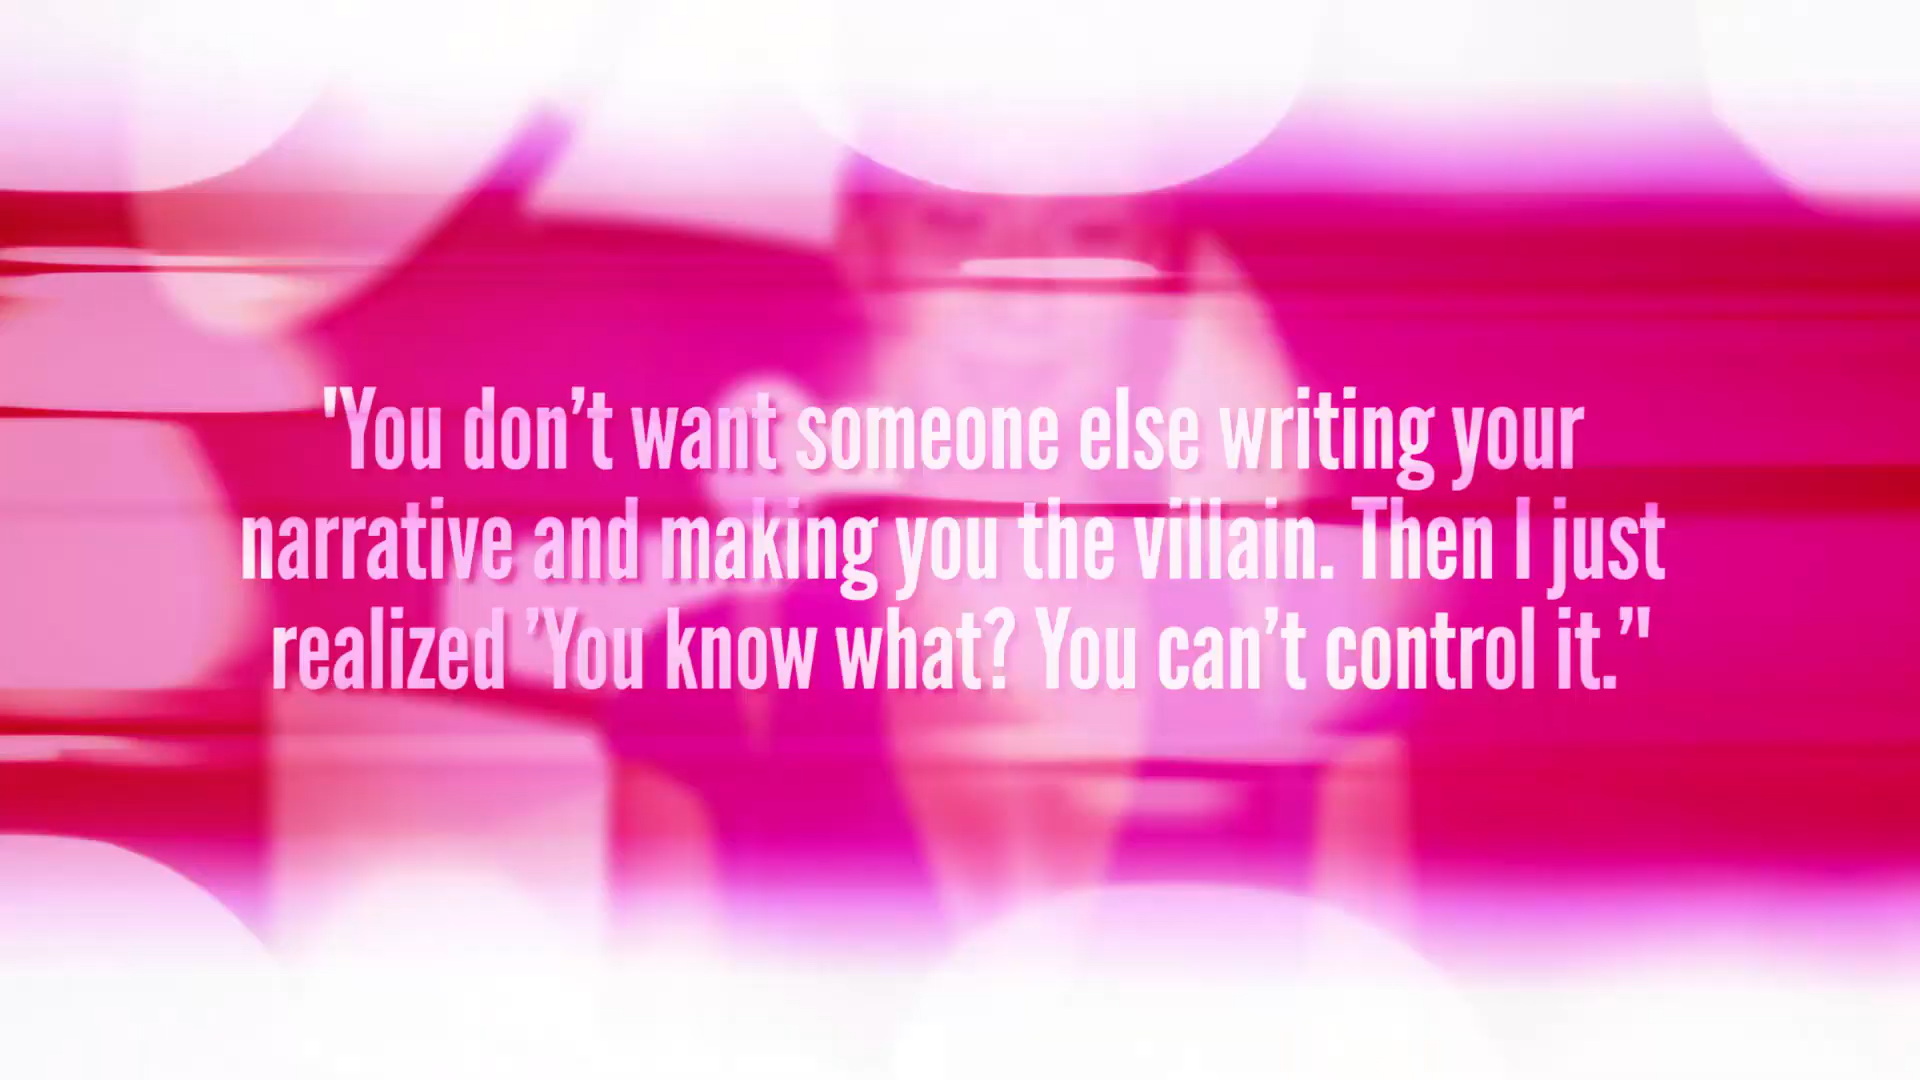 'You don’t want someone else writing your
narrative and making you the villain. Then I just
realized ’You know what? You can’t control it.’'